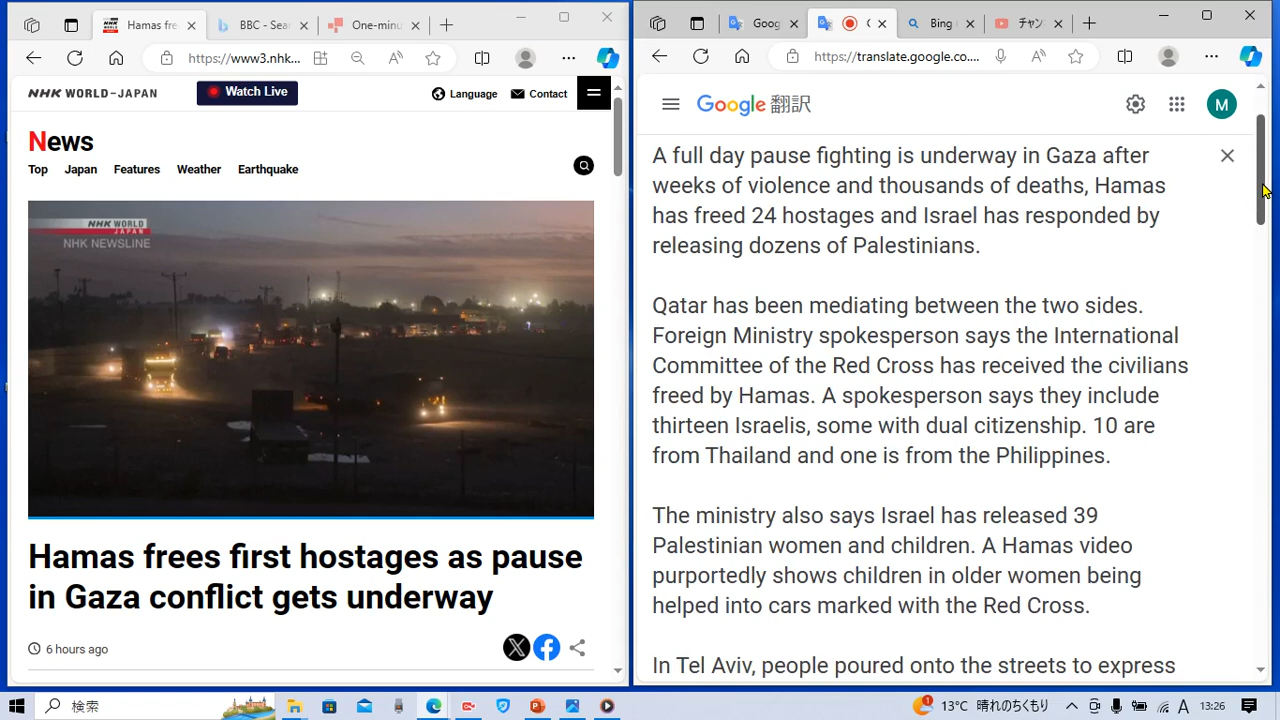 Hamas fre
BBC - Sear
One-minu
https://www3.nhk...
NHK WORLD-JAPAN
Watch Live
Language
Contact
News
Top
Japan
Features
Weather
Earthquake
NHK WORLD
JAPAN
NHK NEWSLINE
Hamas frees first hostages as pause
in Gaza conflict gets underway
6 hours ago
Goog
Bing
チャン
https://translate.google.co....
Google 翻訳
M
A full day pause fighting is underway in Gaza after
weeks of violence and thousands of deaths, Hamas
has freed 24 hostages and Israel has responded by
releasing dozens of Palestinians.
Qatar has been mediating between the two sides.
Foreign Ministry spokesperson says the International
Committee of the Red Cross has received the civilians
freed by Hamas. A spokesperson says they include
thirteen Israelis, some with dual citizenship. 10 are
from Thailand and one is from the Philippines.
The ministry also says Israel has released 39
Palestinian women and children. A Hamas video
purportedly shows children in older women being
helped into cars marked with the Red Cross.
In Tel Aviv, people poured onto the streets to express
検索
1
13°C 晴れのちくもり
A
13:26